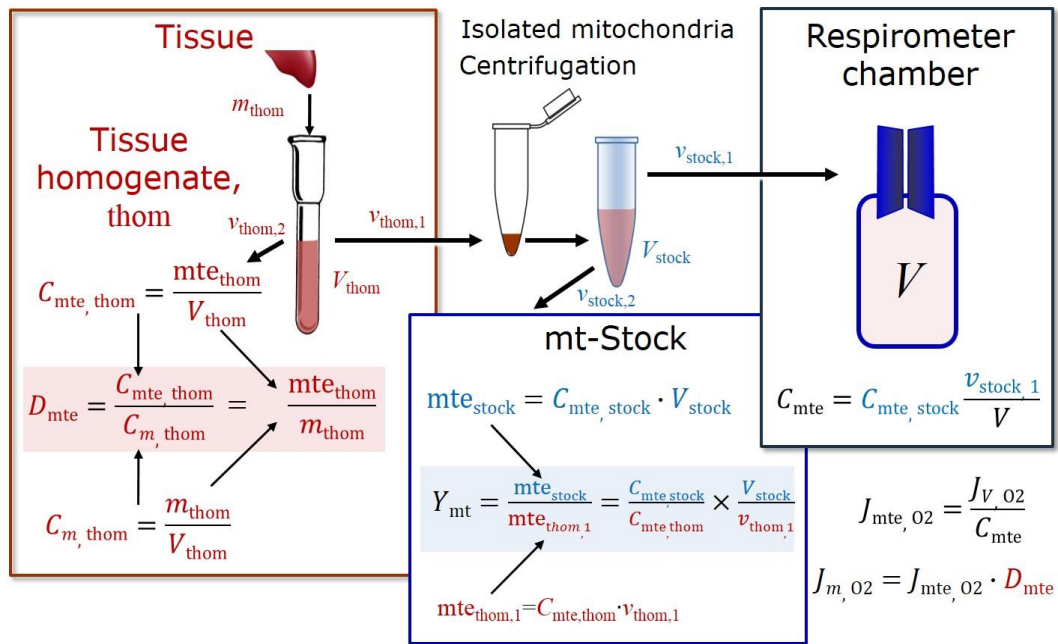 Tissue
m_thom
Tissue
homogenate,
thom
v_thom,2
v_thom,1
V_thom
C_mte, thom = mte_thom / V_thom
D_mte = C_mte, thom / C_m, thom = mte_thom / m_thom
C_m, thom = m_thom / V_thom
Isolated mitochondria
Centrifugation
v_stock,1
V_stock
v_stock,2
mt-Stock
mte_stock = C_mte, stock · V_stock
Y_mt = mte_stock / mte_thom,1 = C_mte, stock / C_mte, thom × V_stock / v_thom,1
mte_thom,1=C_mte,thom·v_thom,1
Respirometer
chamber
V
C_mte = C_mte, stock v_stock, 1 / V
J_mte, O2 = J_V, O2 / C_mte
J_m, O2 = J_mte, O2 · D_mte